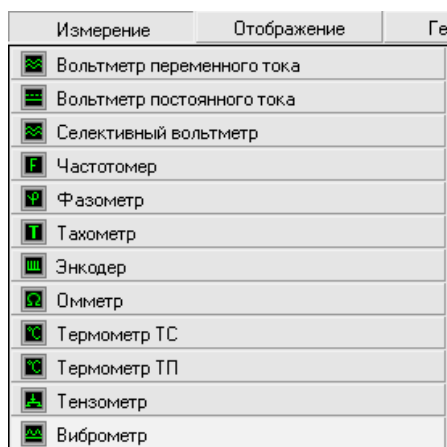 Измерение Отображение Ге
Вольтметр переменного тока
Вольтметр постоянного тока
Селективный вольтметр
F Частотомер
φ Фазометр
T Тахометр
Энкодер
Ω Омметр
°C Термометр ТС
°C Термометр ТП
Тензометр
Виброметр